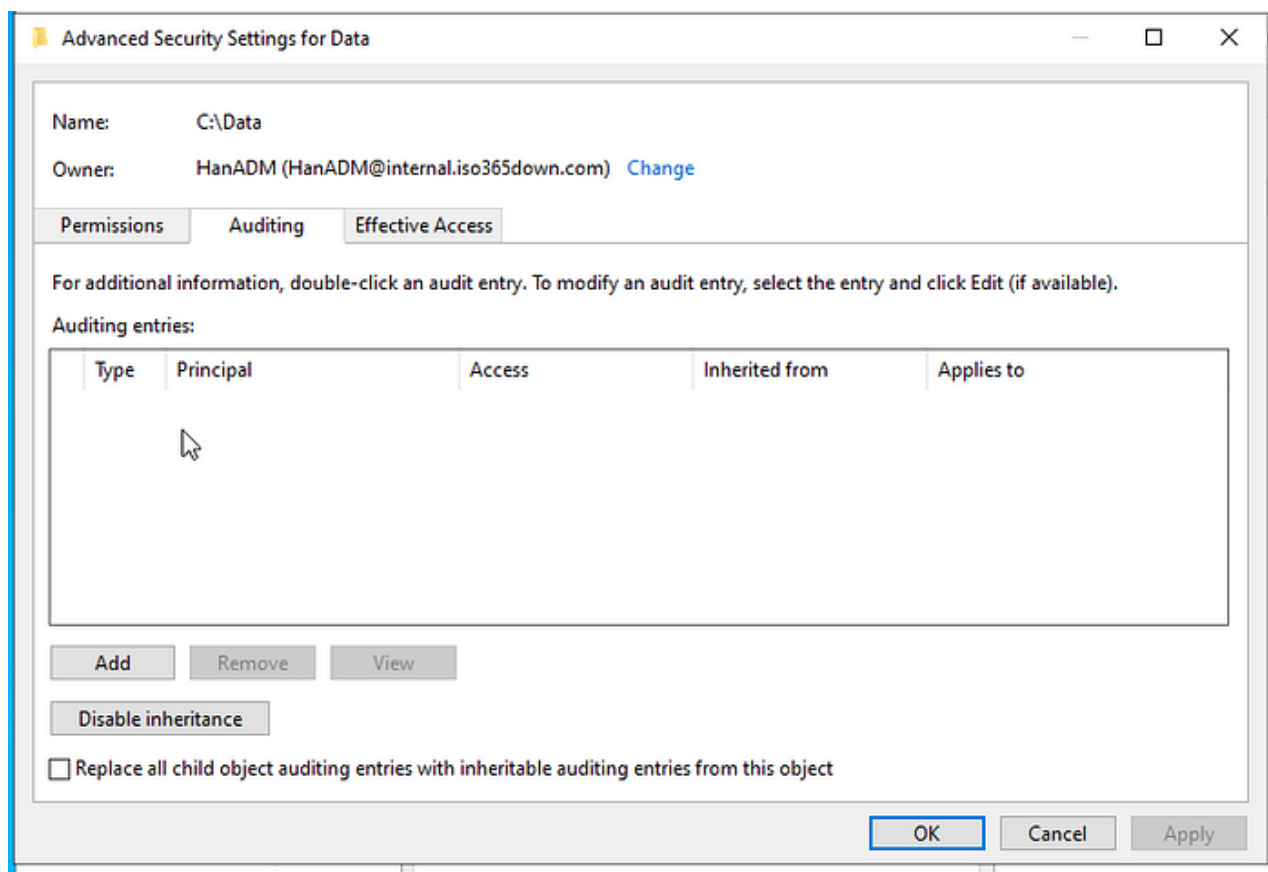 Advanced Security Settings for Data
Name: C:\Data
Owner: HanADM (HanADM@internal.iso365down.com) Change
Permissions Auditing Effective Access
For additional information, double-click an audit entry. To modify an audit entry, select the entry and click Edit (if available).
Auditing entries:
Type Principal Access Inherited from Applies to
Add Remove View
Disable inheritance
Replace all child object auditing entries with inheritable auditing entries from this object
OK Cancel Apply